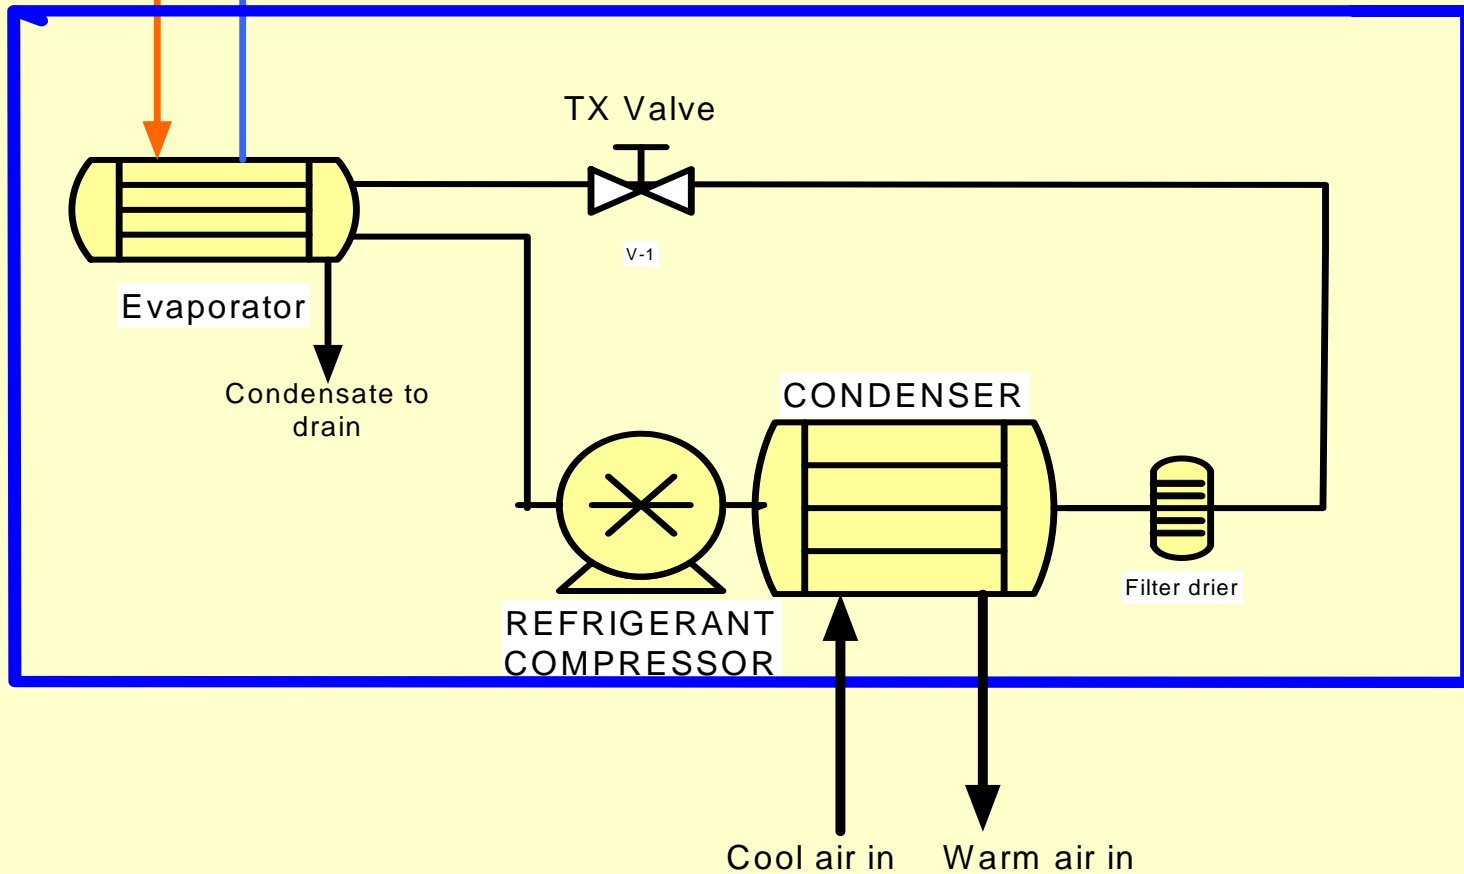 TX Valve
V-1
Evaporator
Condensate to
drain
CONDENSER
Filter drier
REFRIGERANT
COMPRESSOR
Cool air in
Warm air in